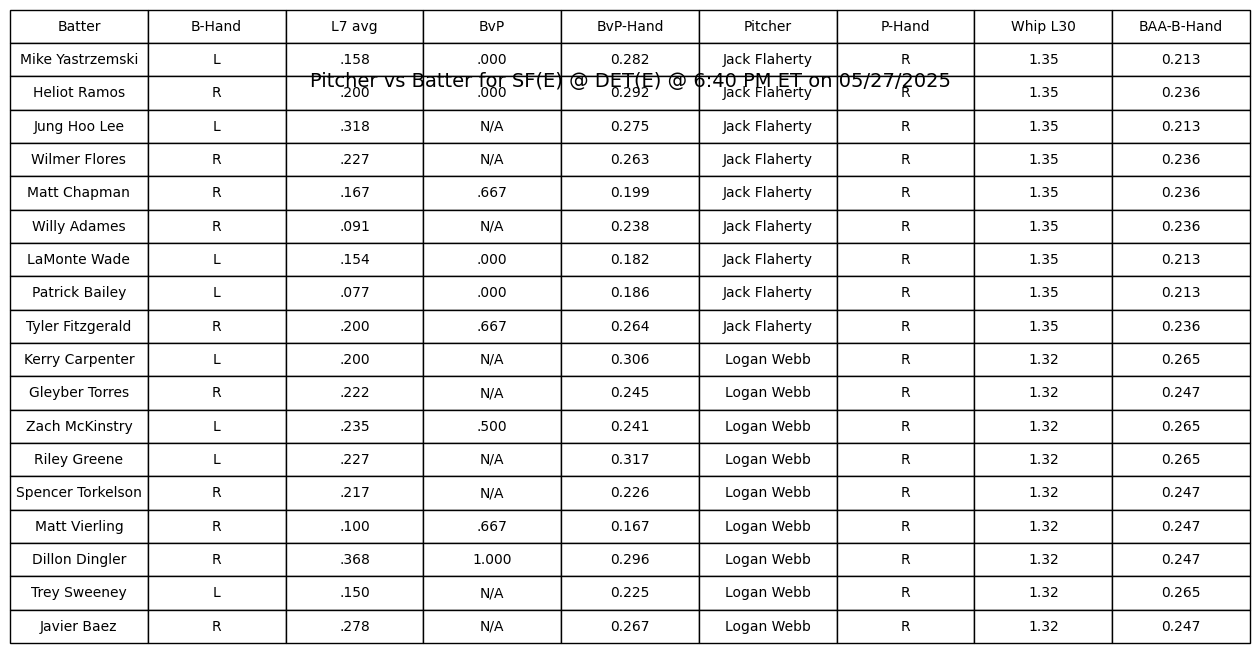 Batter B-Hand L7 avg BvP BvP-Hand Pitcher P-Hand Whip L30 BAA-B-Hand
Mike Yastrzemski L .158 .000 0.282 Jack Flaherty R 1.35 0.213
Pitcher vs Batter for SF(E) @ DET(E) @ 6:40 PM ET on 05/27/2025
Heliot Ramos R .200 .000 0.292 Jack Flaherty R 1.35 0.236
Jung Hoo Lee L .318 N/A 0.275 Jack Flaherty R 1.35 0.213
Wilmer Flores R .227 N/A 0.263 Jack Flaherty R 1.35 0.236
Matt Chapman R .167 .667 0.199 Jack Flaherty R 1.35 0.236
Willy Adames R .091 N/A 0.238 Jack Flaherty R 1.35 0.236
LaMonte Wade L .154 .000 0.182 Jack Flaherty R 1.35 0.213
Patrick Bailey L .077 .000 0.186 Jack Flaherty R 1.35 0.213
Tyler Fitzgerald R .200 .667 0.264 Jack Flaherty R 1.35 0.236
Kerry Carpenter L .200 N/A 0.306 Logan Webb R 1.32 0.265
Gleyber Torres R .222 N/A 0.245 Logan Webb R 1.32 0.247
Zach McKinstry L .235 .500 0.241 Logan Webb R 1.32 0.265
Riley Greene L .227 N/A 0.317 Logan Webb R 1.32 0.265
Spencer Torkelson R .217 N/A 0.226 Logan Webb R 1.32 0.247
Matt Vierling R .100 .667 0.167 Logan Webb R 1.32 0.247
Dillon Dingler R .368 1.000 0.296 Logan Webb R 1.32 0.247
Trey Sweeney L .150 N/A 0.225 Logan Webb R 1.32 0.265
Javier Baez R .278 N/A 0.267 Logan Webb R 1.32 0.247